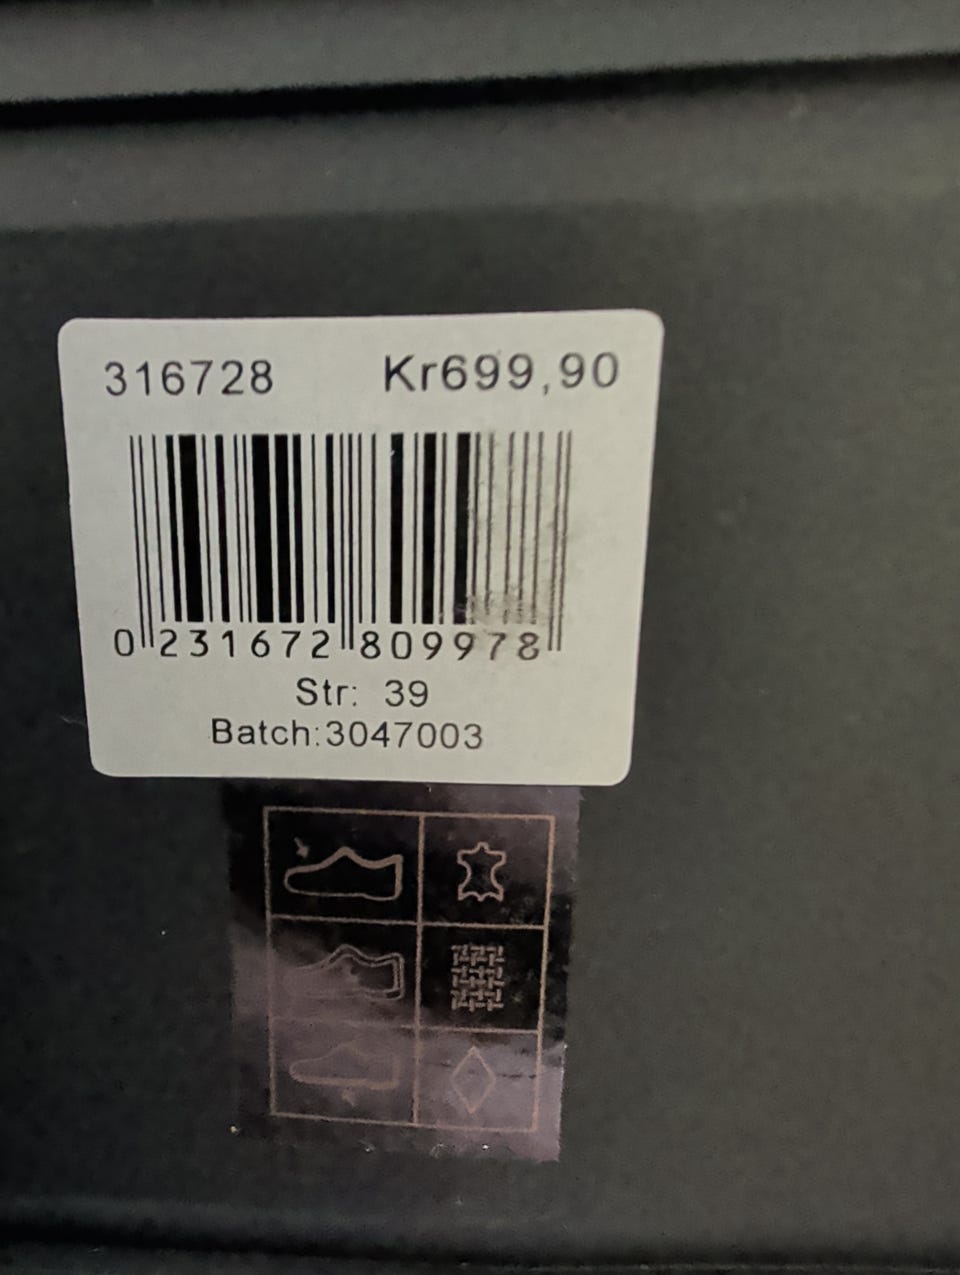 316728 Kr699,90
0 231672 809978
Str: 39
Batch:3047003